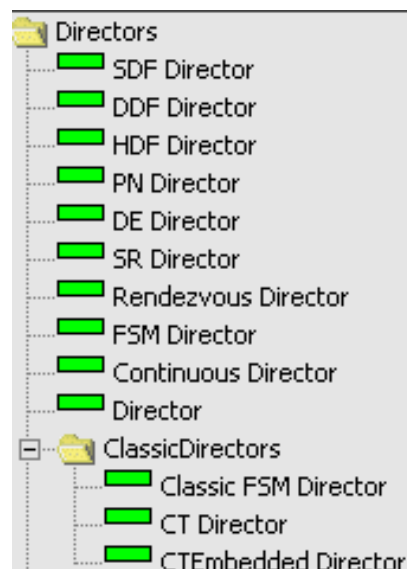 Directors
SDF Director
DDF Director
HDF Director
PN Director
DE Director
SR Director
Rendezvous Director
FSM Director
Continuous Director
Director
ClassicDirectors
Classic FSM Director
CT Director
CTEmbedded Director